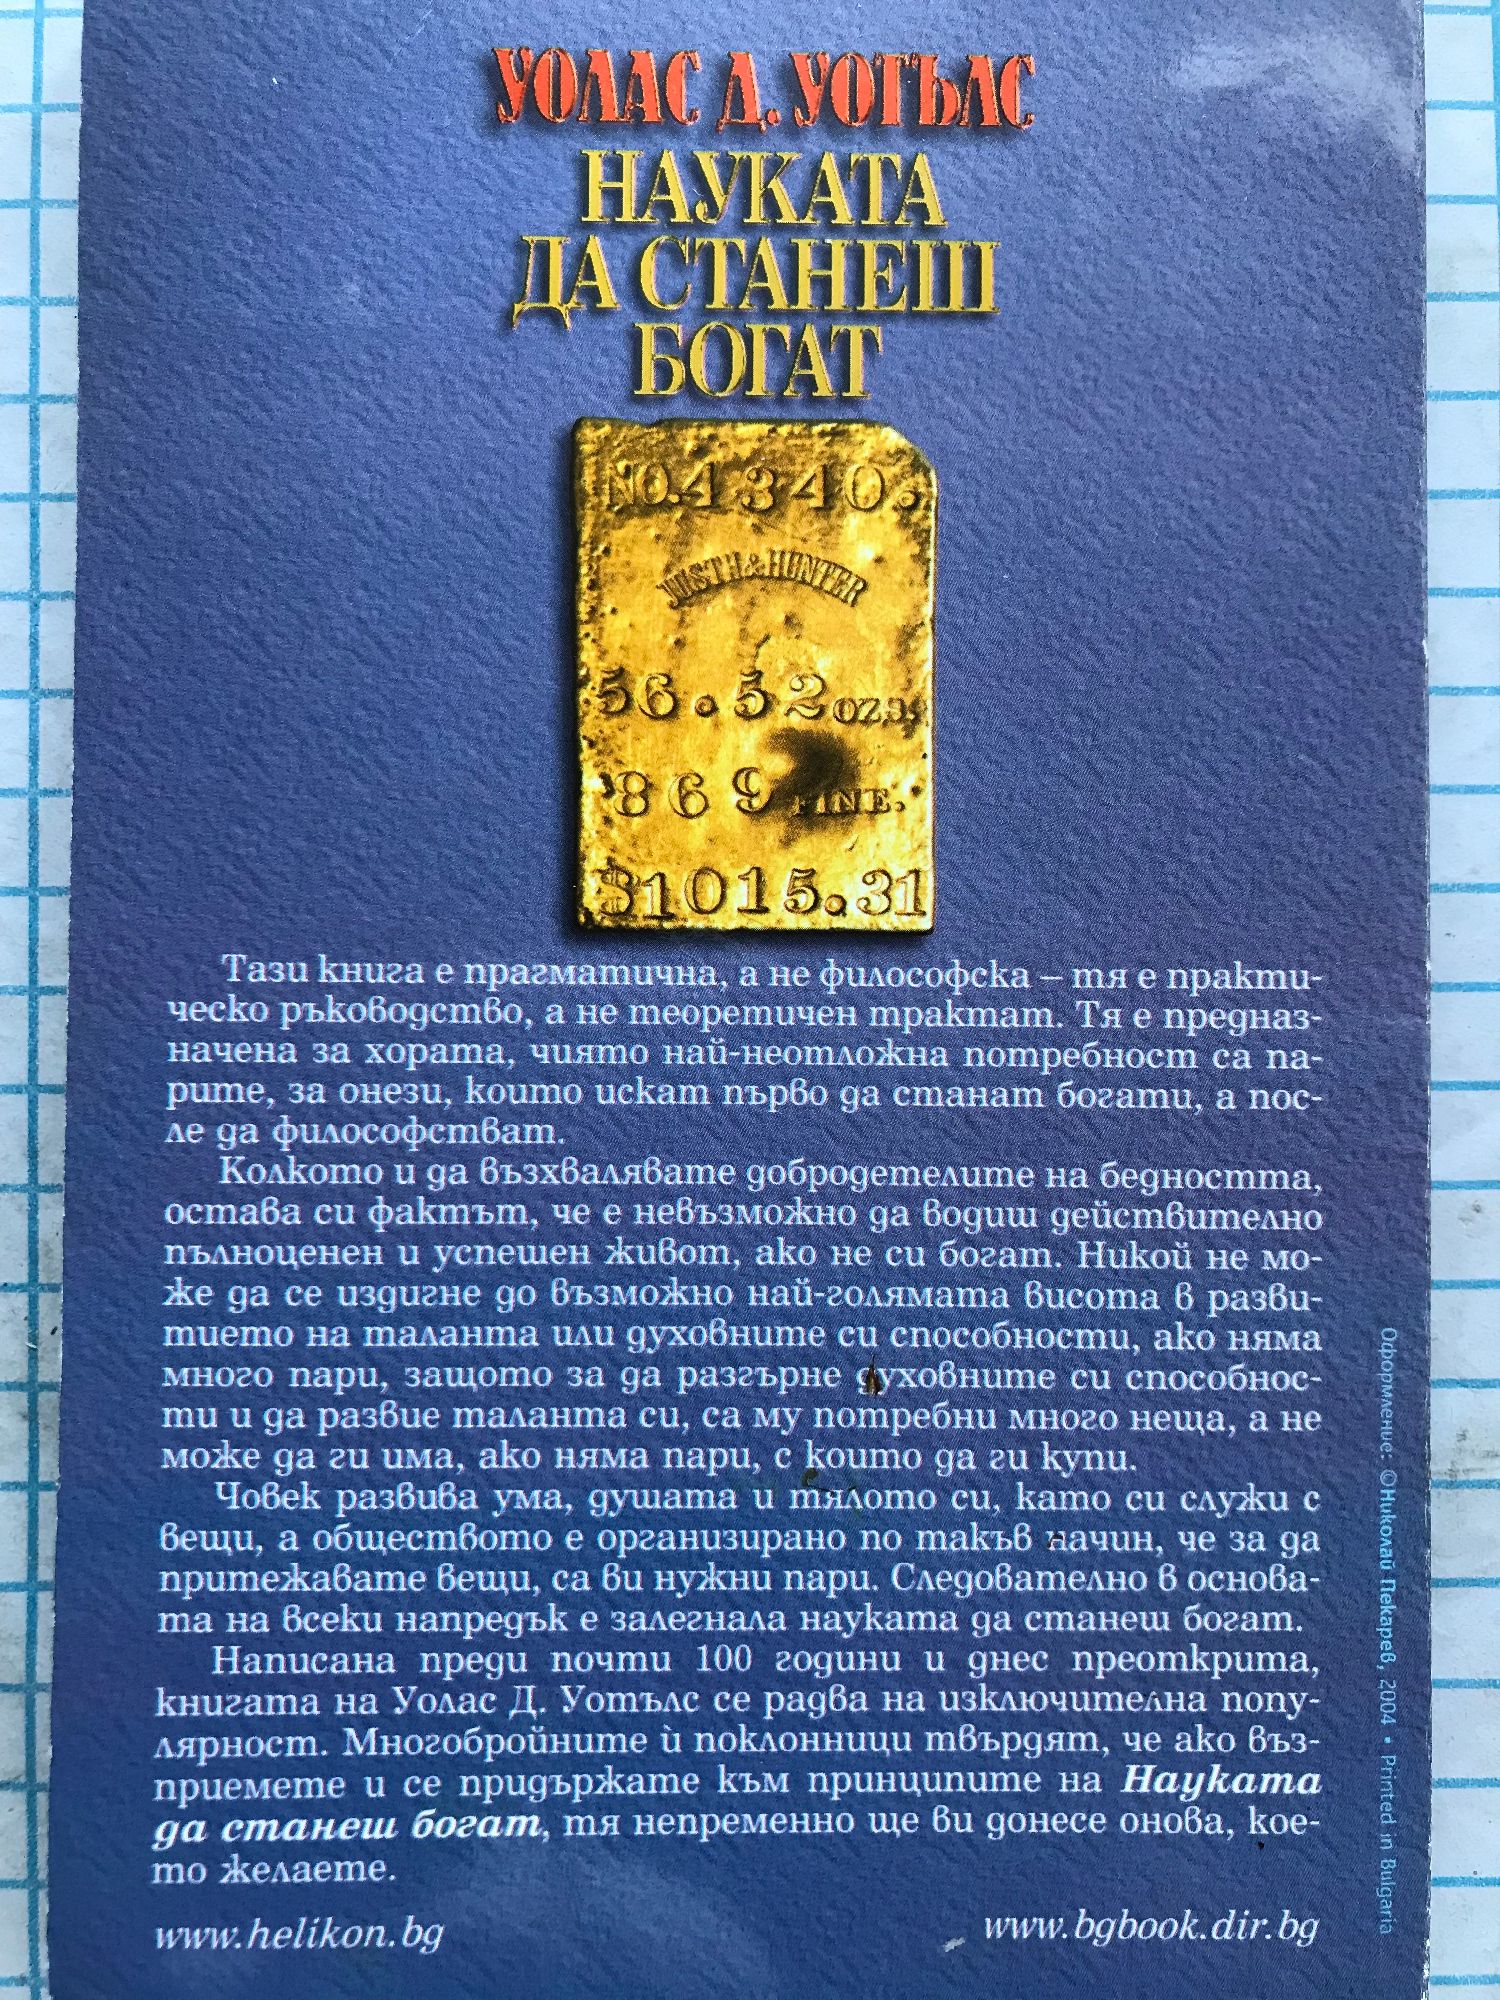 УОЛАС Д. УОТЪЛС
НАУКАТА
ДА СТАНЕШ
БОГАТ
NO. 4340.
JUSTH & HUNTER
56.52 OZS.
869 FINE.
$1015.31
Тази книга е прагматична, а не философска – тя е практи-
ческо ръководство, а не теоретичен трактат. Тя е предназ-
начена за хората, чиято най-неотложна потребност са па-
рите, за онези, които искат първо да станат богати, а пос-
ле да философстват.
Колкото и да възхвалявате добродетелите на бедността,
остава си фактът, че е невъзможно да водиш действително
пълноценен и успешен живот, ако не си богат. Никой не мо-
же да се издигне до възможно най-голямата висота в разви-
тието на таланта или духовните си способности, ако няма
много пари, защото за да разгърне духовните си способнос-
ти и да развие таланта си, са му потребни много неща, а не
може да ги има, ако няма пари, с които да ги купи.
Човек развива ума, душата и тялото си, като си служи с
вещи, а обществото е организирано по такъв начин, че за да
притежавате вещи, са ви нужни пари. Следователно в основа-
та на всеки напредък е залегнала науката да станеш богат.
Написана преди почти 100 години и днес преоткрита,
книгата на Уолас Д. Уотълс се радва на изключителна попу-
лярност. Многобройните ѝ поклонници твърдят, че ако въз-
приемете и се придържате към принципите на Науката
да станеш богат, тя непременно ще ви донесе онова, кое-
то желаете.
www.helikon.bg
www.bgbook.dir.bg
Оформление: ©Николай Пекарев, 2004 • Printed in Bulgaria